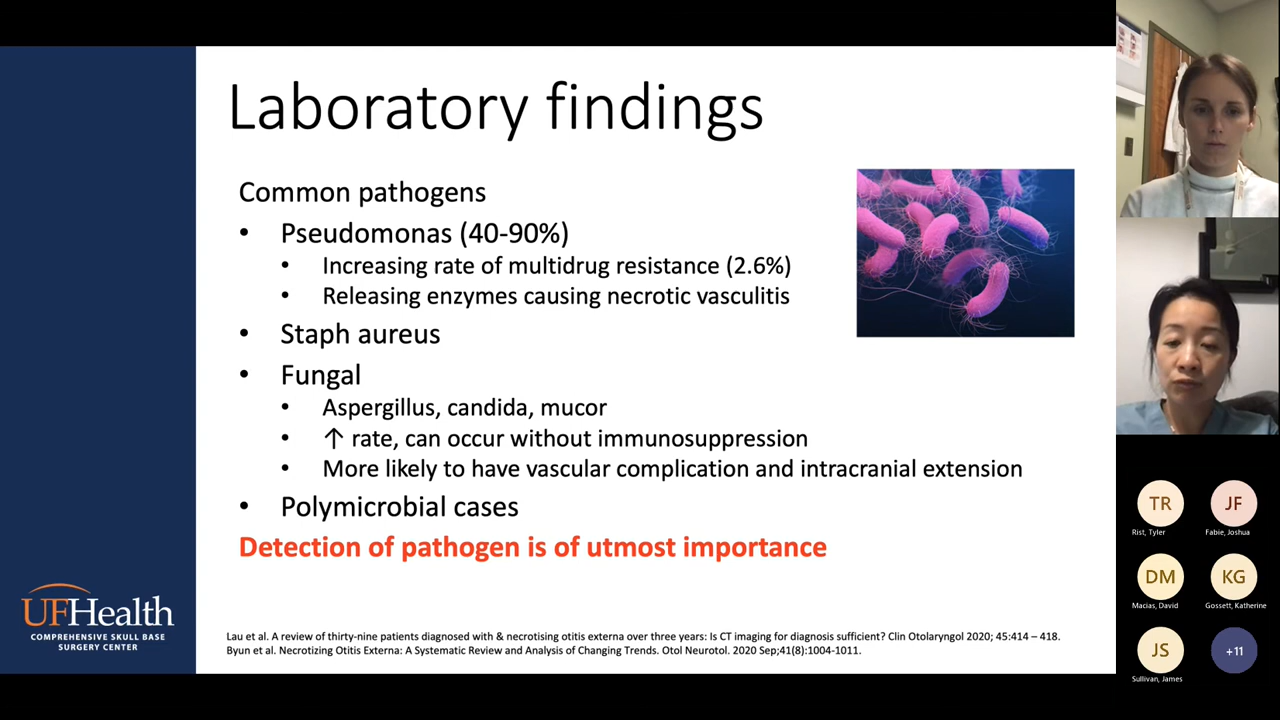 Laboratory findings
Common pathogens
• Pseudomonas (40-90%)
• Increasing rate of multidrug resistance (2.6%)
• Releasing enzymes causing necrotic vasculitis
• Staph aureus
• Fungal
• Aspergillus, candida, mucor
• ↑ rate, can occur without immunosuppression
• More likely to have vascular complication and intracranial extension
• Polymicrobial cases
Detection of pathogen is of utmost importance
UFHealth
COMPREHENSIVE SKULL BASE
SURGERY CENTER
Lau et al. A review of thirty-nine patients diagnosed with & necrotising otitis externa over three years: Is CT imaging for diagnosis sufficient? Clin Otolaryngol 2020; 45:414 – 418.
Byun et al. Necrotizing Otitis Externa: A Systematic Review and Analysis of Changing Trends. Otol Neurotol. 2020 Sep;41(8):1004-1011.
TR
Rist, Tyler
JF
Fabie, Joshua
DM
Macias, David
KG
Gossett, Katherine
JS
Sullivan, James
+11